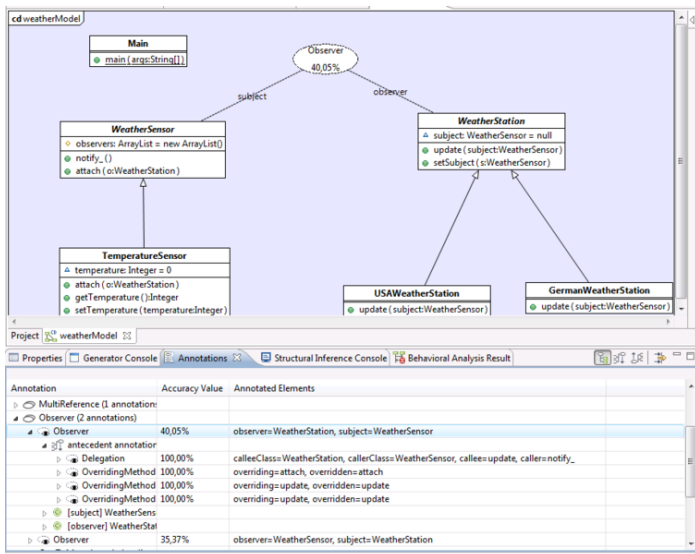 cd weatherModel
Main
main (args:String[])
Observer
40,05%
subject
observer
WeatherSensor
observers: ArrayList = new ArrayList()
notify_ ()
attach ( o:WeatherStation )
WeatherStation
subject: WeatherSensor = null
update ( subject:WeatherSensor)
setSubject ( s:WeatherSensor)
TemperatureSensor
temperature: Integer = 0
attach ( o:WeatherStation )
getTemperature ():Integer
setTemperature ( temperature:Integer)
USAWeatherStation
update ( subject:WeatherSensor)
GermanWeatherStation
update ( subject:WeatherSensor)
Project weatherModel
Properties Generator Console Annotations Structural Inference Console Behavioral Analysis Result
Annotation Accuracy Value Annotated Elements
MultiReference (1 annotation:
Observer (2 annotations)
Observer 40,05% observer=WeatherStation, subject=WeatherSensor
antecedent annotation
Delegation 100,00% calleeClass=WeatherStation, callerClass=WeatherSensor, callee=update, caller=notify_
OverridingMethod 100,00% overriding=attach, overridden=attach
OverridingMethod 100,00% overriding=update, overridden=update
OverridingMethod 100,00% overriding=update, overridden=update
[subject] WeatherSens
[observer] WeatherStat
Observer 35,37% observer=WeatherSensor, subject=WeatherStation